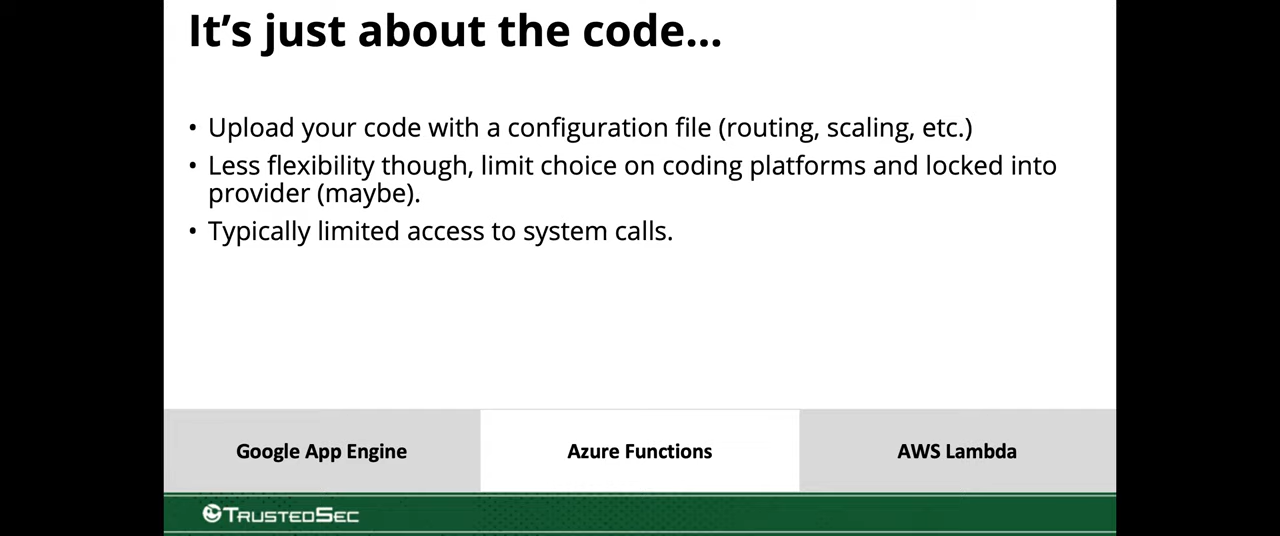 It's just about the code...
• Upload your code with a configuration file (routing, scaling, etc.)
• Less flexibility though, limit choice on coding platforms and locked into
provider (maybe).
• Typically limited access to system calls.
Google App Engine
Azure Functions
AWS Lambda
TRUSTEDSEC